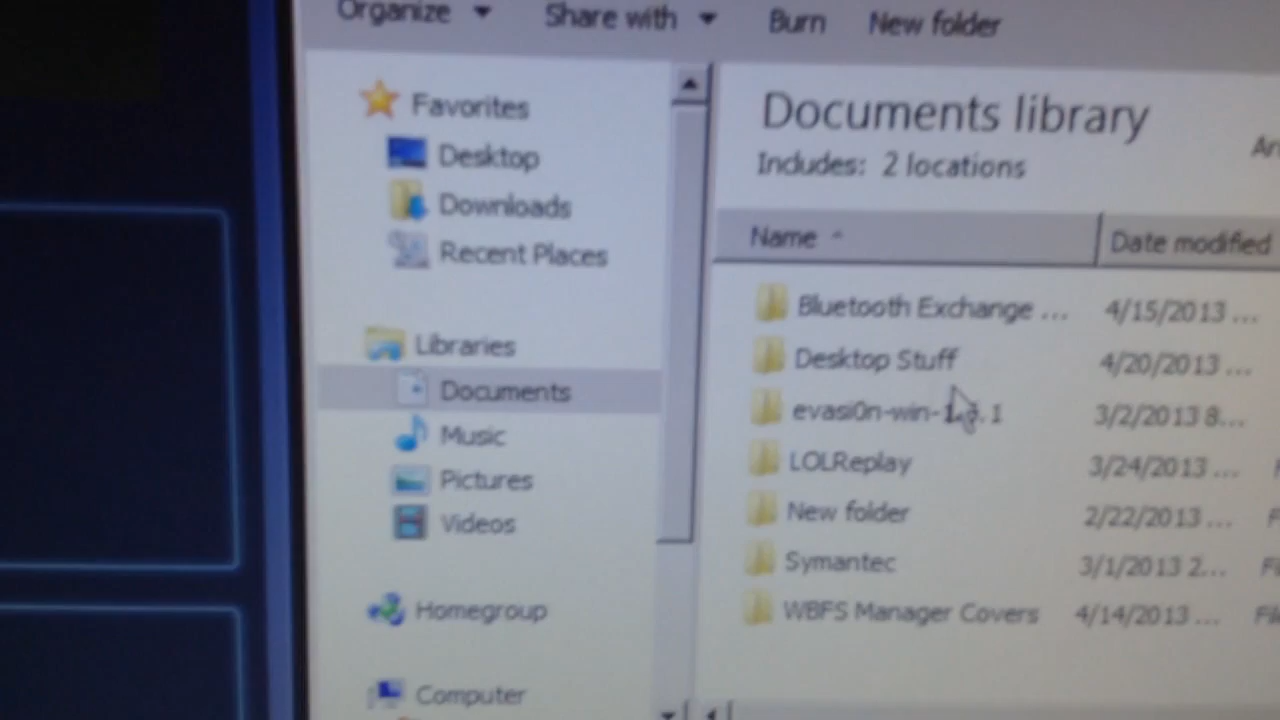 Organize Share with Burn New folder
Favorites
Desktop
Downloads
Recent Places
Libraries
Documents
Music
Pictures
Videos
Homegroup
Computer
Documents library
Includes: 2 locations
Name Date modified
Bluetooth Exchange ... 4/15/2013 ...
Desktop Stuff 4/20/2013 ...
evasi0n-win- 3/2/2013 8...
LOLReplay 3/24/2013 ...
New folder 2/22/2013 ...
Symantec 3/1/2013 2...
WBFS Manager Covers 4/14/2013 ...